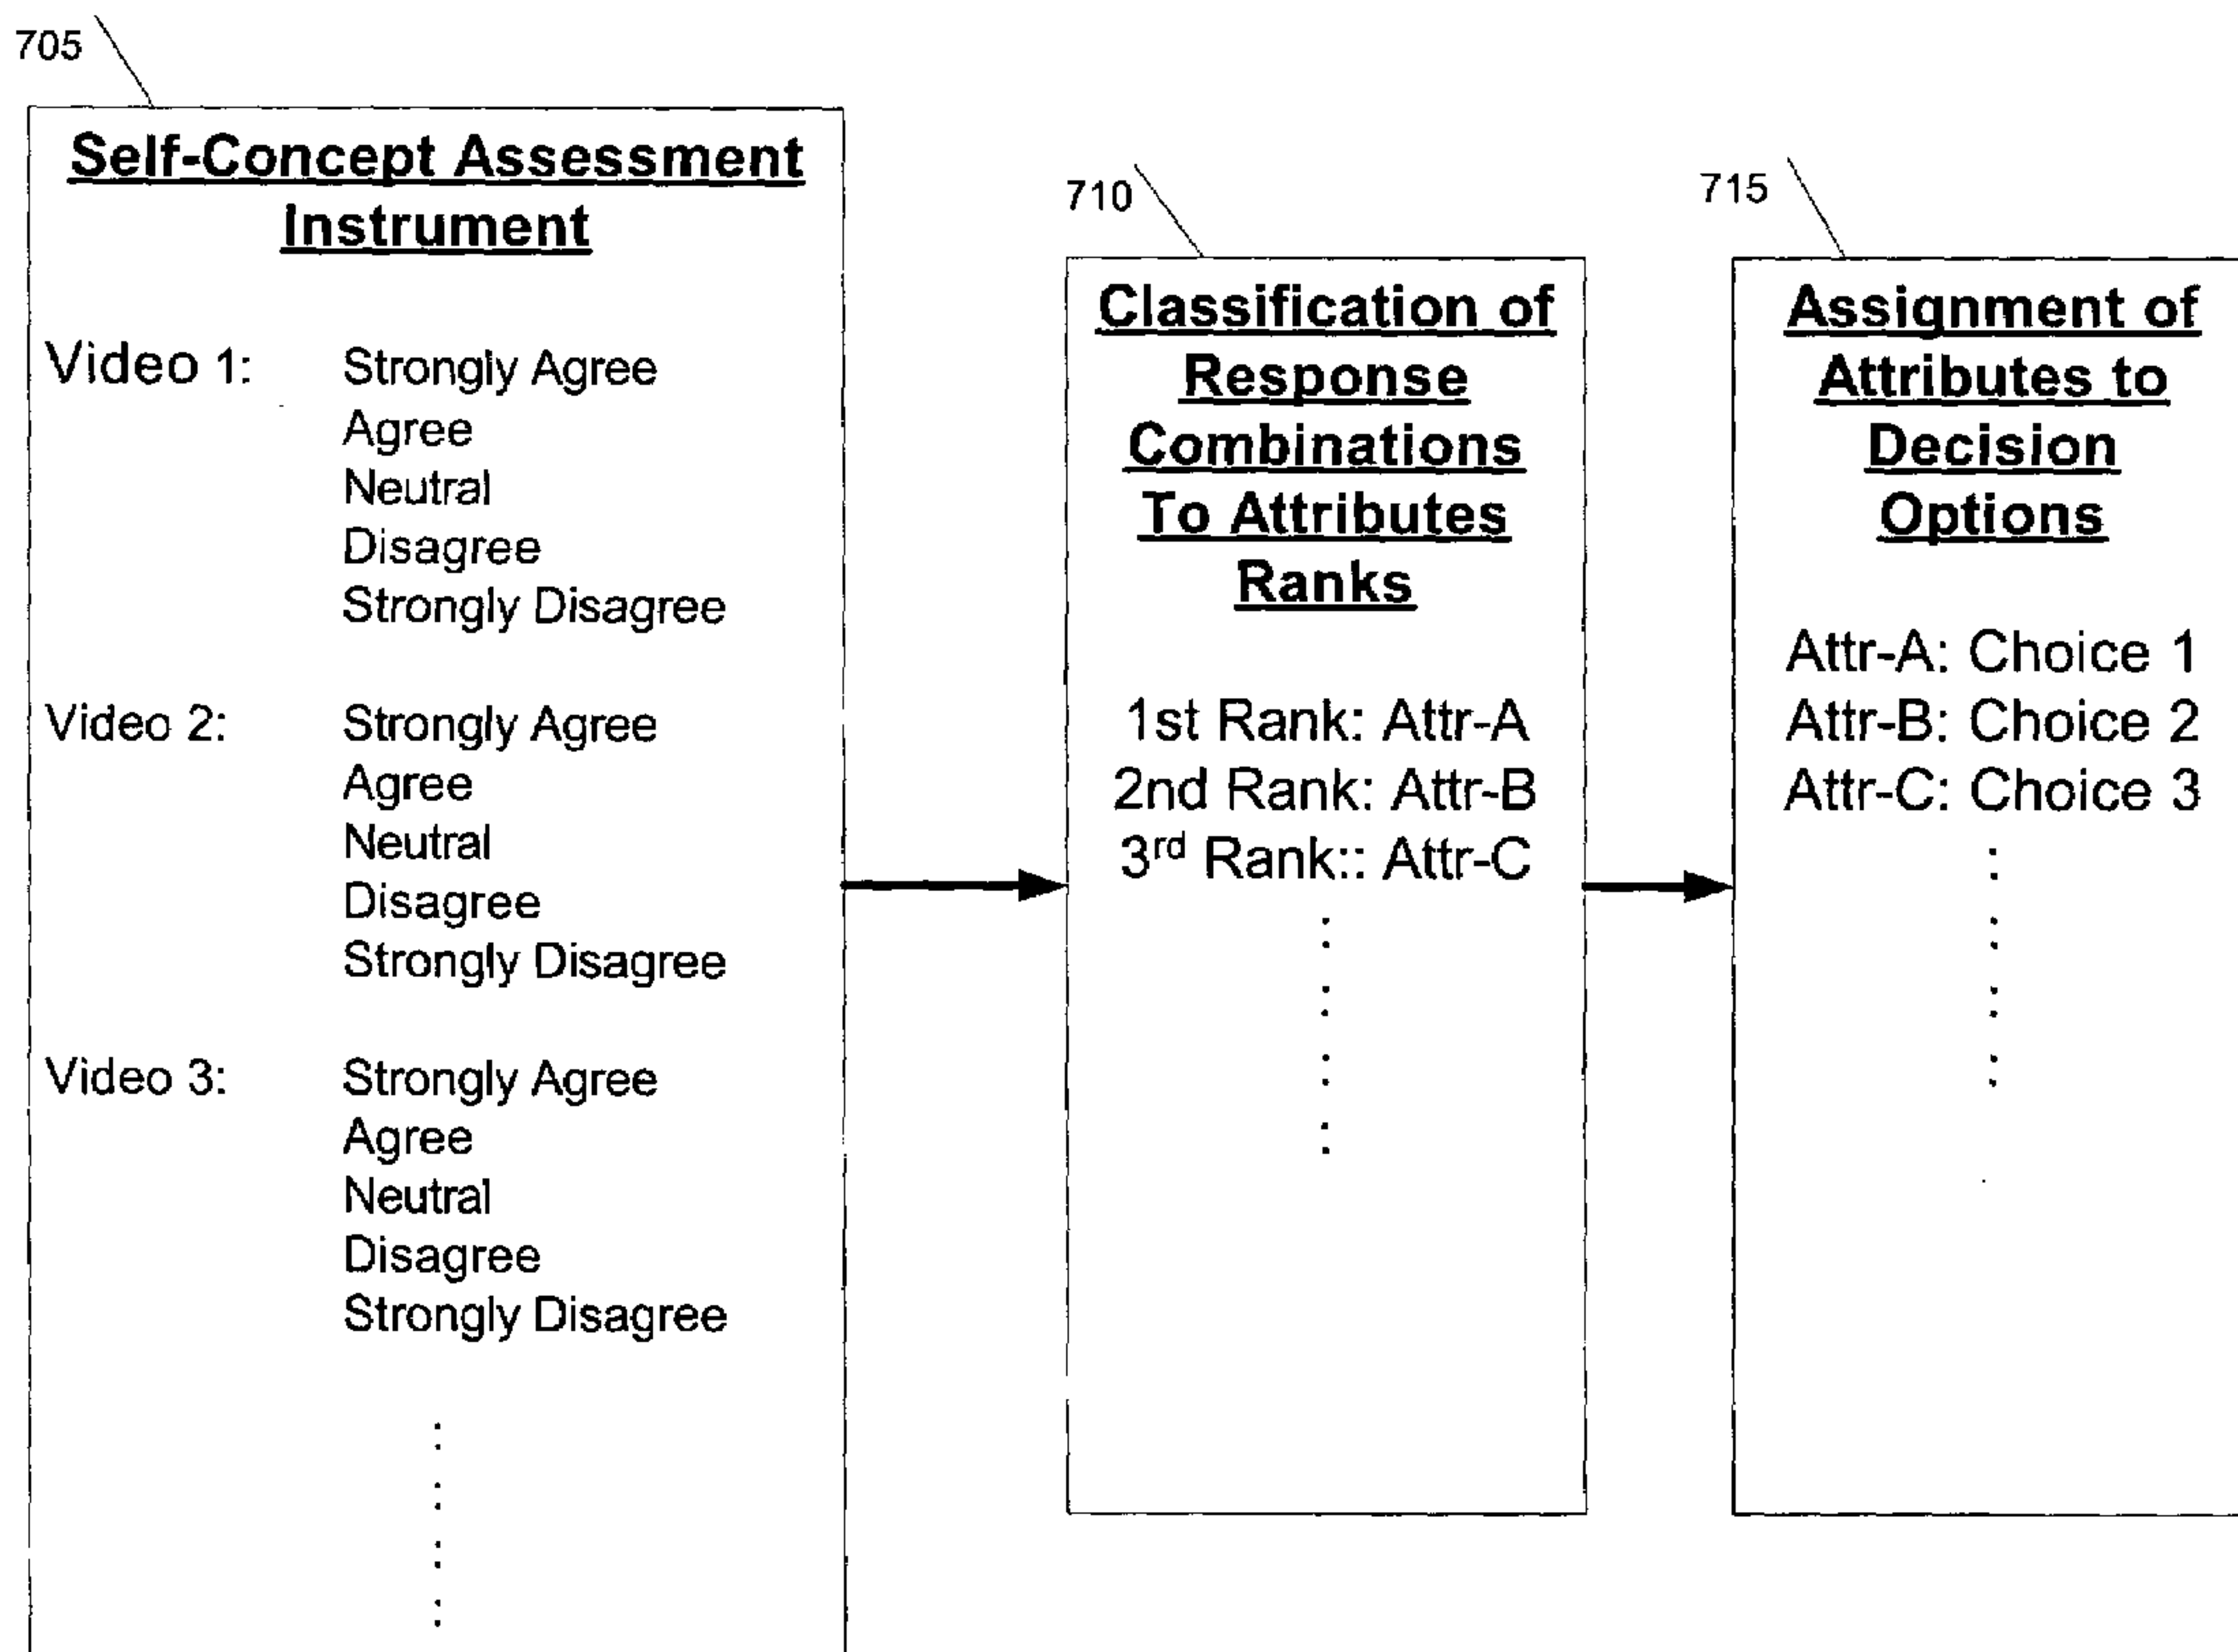 705
Self-Concept Assessment
Instrument
Video 1: Strongly Agree
Agree
Neutral
Disagree
Strongly Disagree
Video 2: Strongly Agree
Agree
Neutral
Disagree
Strongly Disagree
Video 3: Strongly Agree
Agree
Neutral
Disagree
Strongly Disagree
710
Classification of
Response
Combinations
To Attributes
Ranks
1st Rank: Attr-A
2nd Rank: Attr-B
3rd Rank:: Attr-C
715
Assignment of
Attributes to
Decision
Options
Attr-A: Choice 1
Attr-B: Choice 2
Attr-C: Choice 3